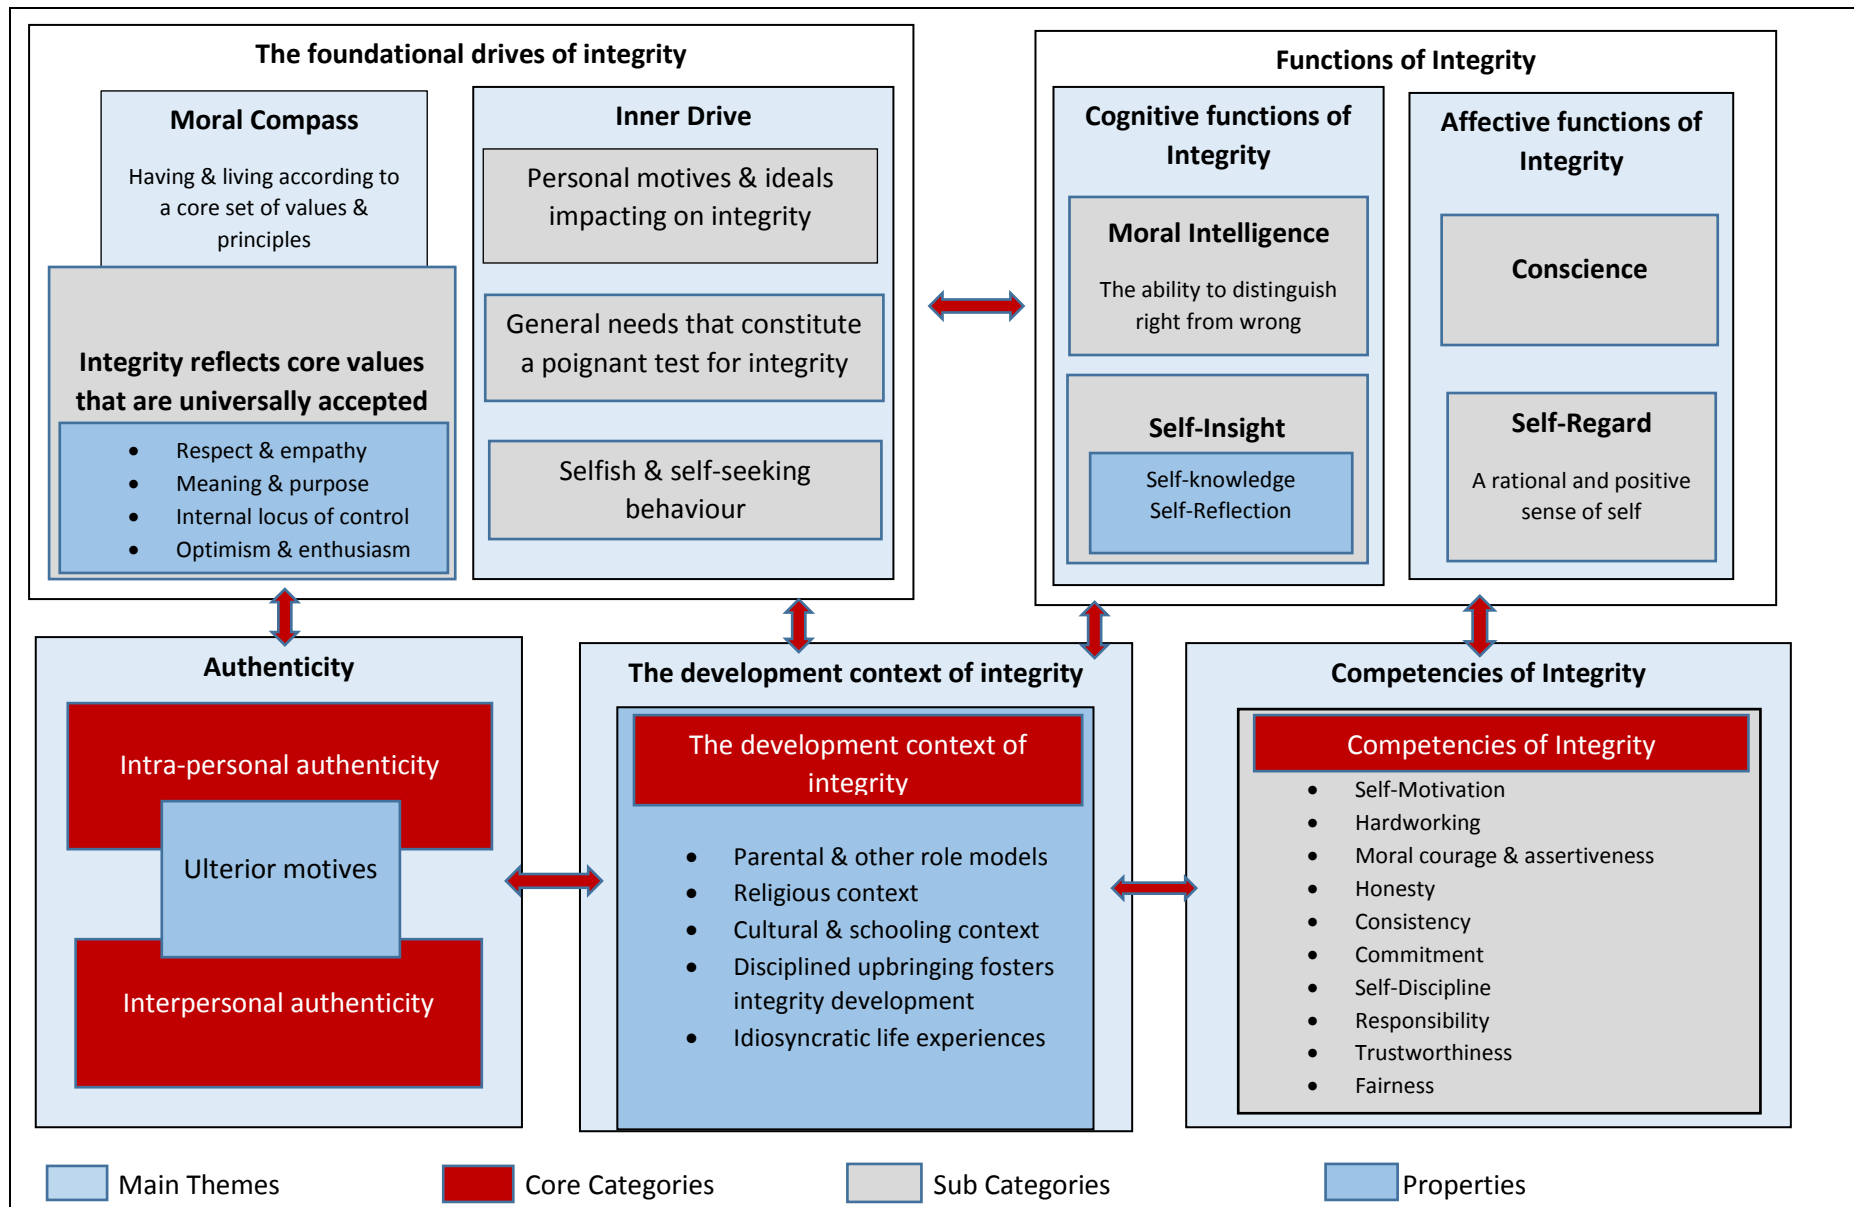 The foundational drives of integrity
Moral Compass
Having & living according to
a core set of values &
principles
Integrity reflects core values
that are universally accepted
• Respect & empathy
• Meaning & purpose
• Internal locus of control
• Optimism & enthusiasm
Inner Drive
Personal motives & ideals
impacting on integrity
General needs that constitute
a poignant test for integrity
Selfish & self-seeking
behaviour
Functions of Integrity
Cognitive functions of
Integrity
Moral Intelligence
The ability to distinguish
right from wrong
Self-Insight
Self-knowledge
Self-Reflection
Affective functions of
Integrity
Conscience
Self-Regard
A rational and positive
sense of self
Authenticity
Intra-personal authenticity
Ulterior motives
Interpersonal authenticity
The development context of integrity
The development context of
integrity
• Parental & other role models
• Religious context
• Cultural & schooling context
• Disciplined upbringing fosters
integrity development
• Idiosyncratic life experiences
Competencies of Integrity
Competencies of Integrity
• Self-Motivation
• Hardworking
• Moral courage & assertiveness
• Honesty
• Consistency
• Commitment
• Self-Discipline
• Responsibility
• Trustworthiness
• Fairness
Main Themes
Core Categories
Sub Categories
Properties